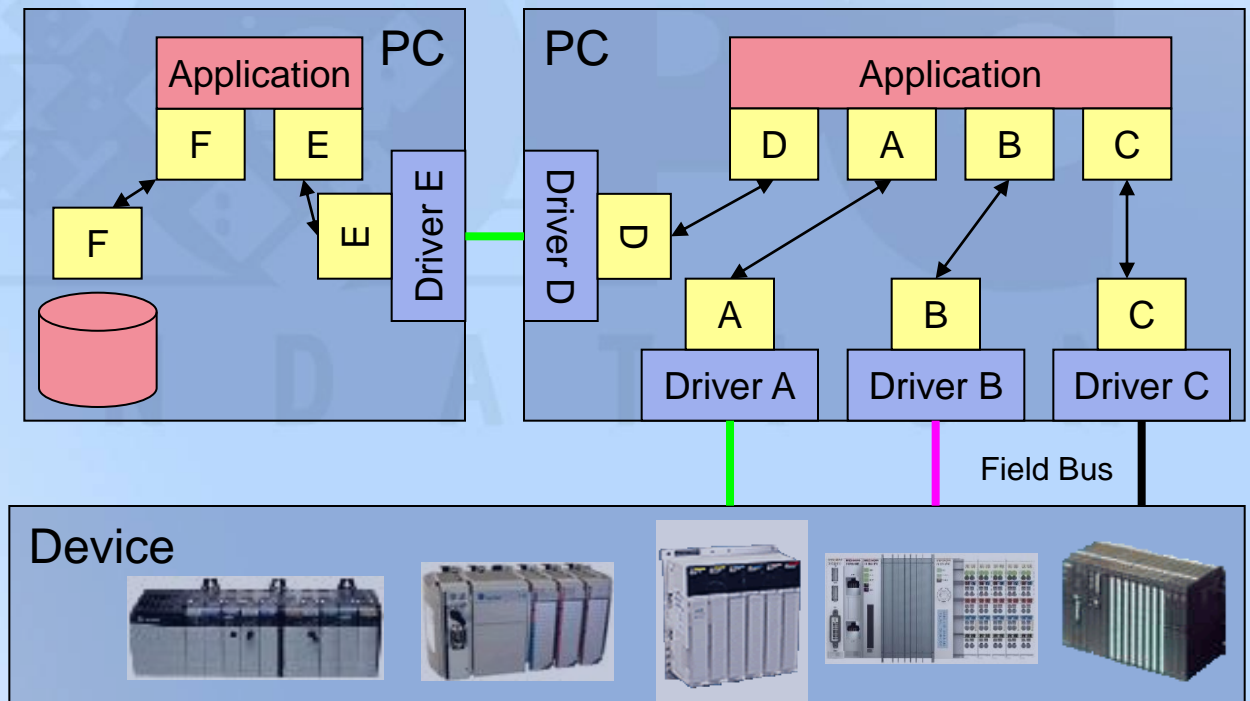 PC
Application
F
E
F
E
Driver E
PC
Application
D
A
B
C
Driver D
D
A
B
C
Driver A
Driver B
Driver C
N D A T I O N
Field Bus
Device